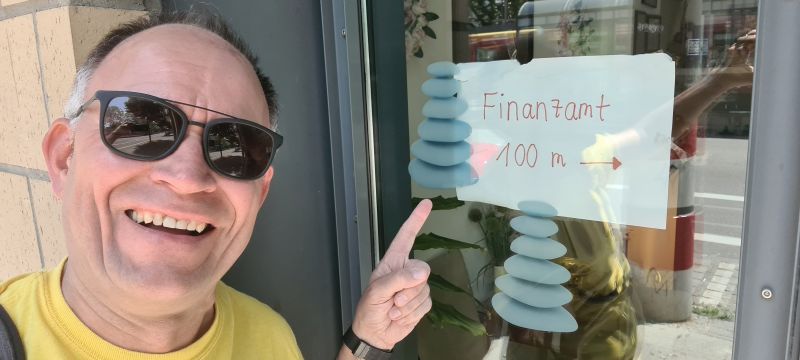 Finanzamt
100 m →